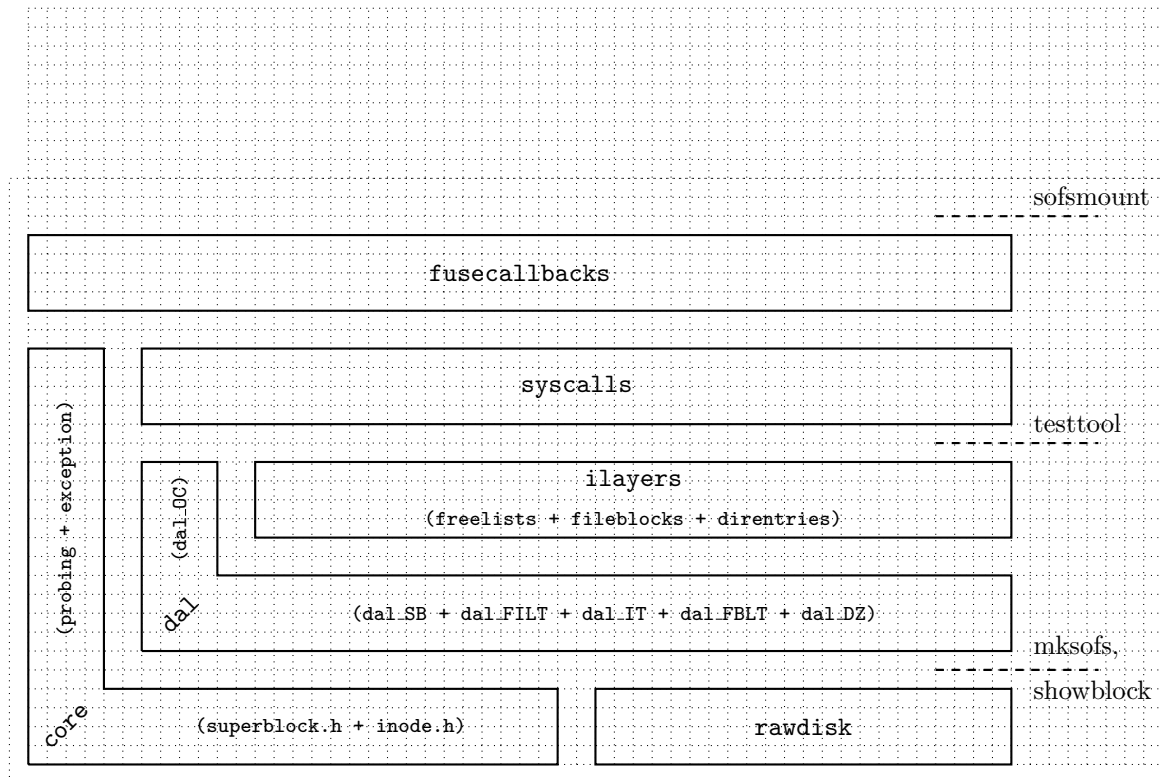 sofsmount
fusecallbacks
syscalls
(probing + exception)
testtool
ilayers
(freelists + fileblocks + direntries)
(dal_OC)
dal
(dal_SB + dal_FILT + dal_IT + dal_FBLT + dal_DZ)
mksofs,
showblock
core
(superblock.h + inode.h)
rawdisk